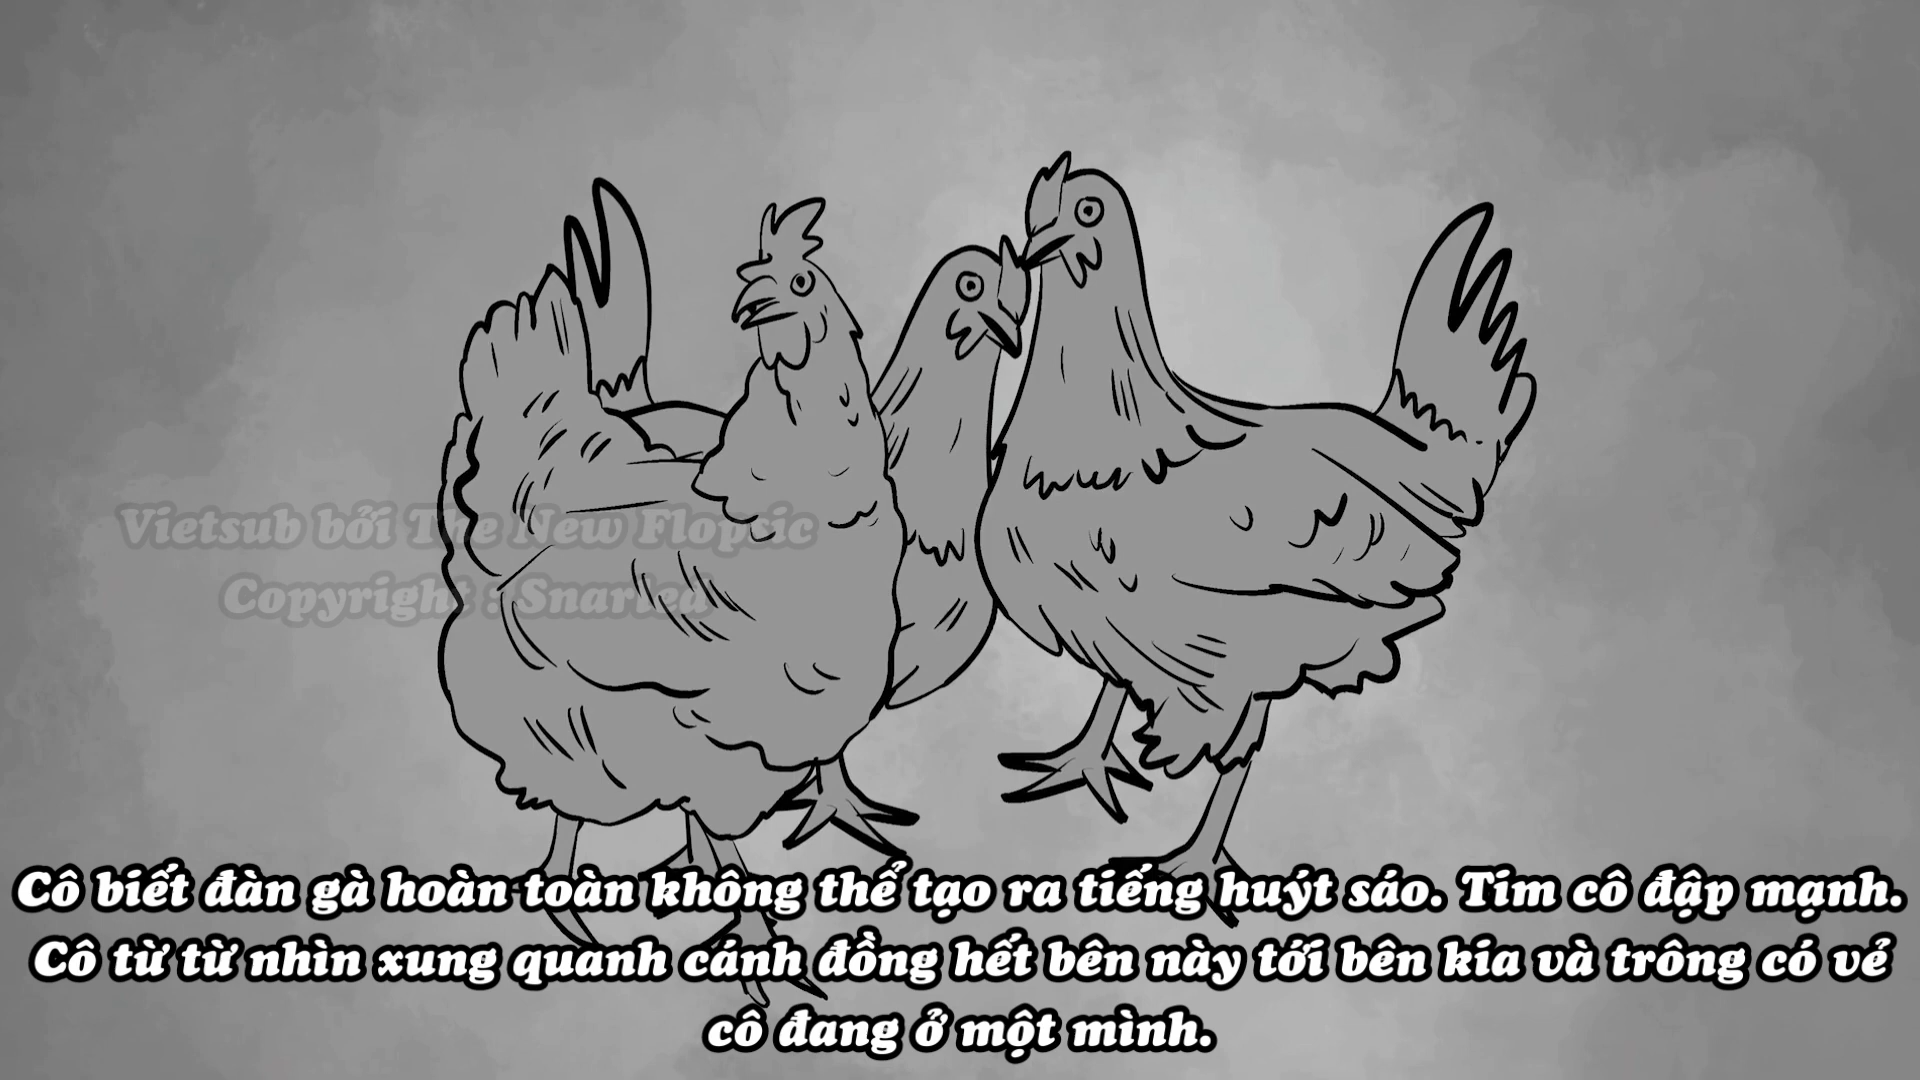 Vietsub bởi The New Flopsic
Copyright : Snarled
Cô biết đàn gà hoàn toàn không thể tạo ra tiếng huýt sáo. Tim cô đập mạnh.
Cô từ từ nhìn xung quanh cánh đồng hết bên này tới bên kia và trông có vẻ
cô đang ở một mình.